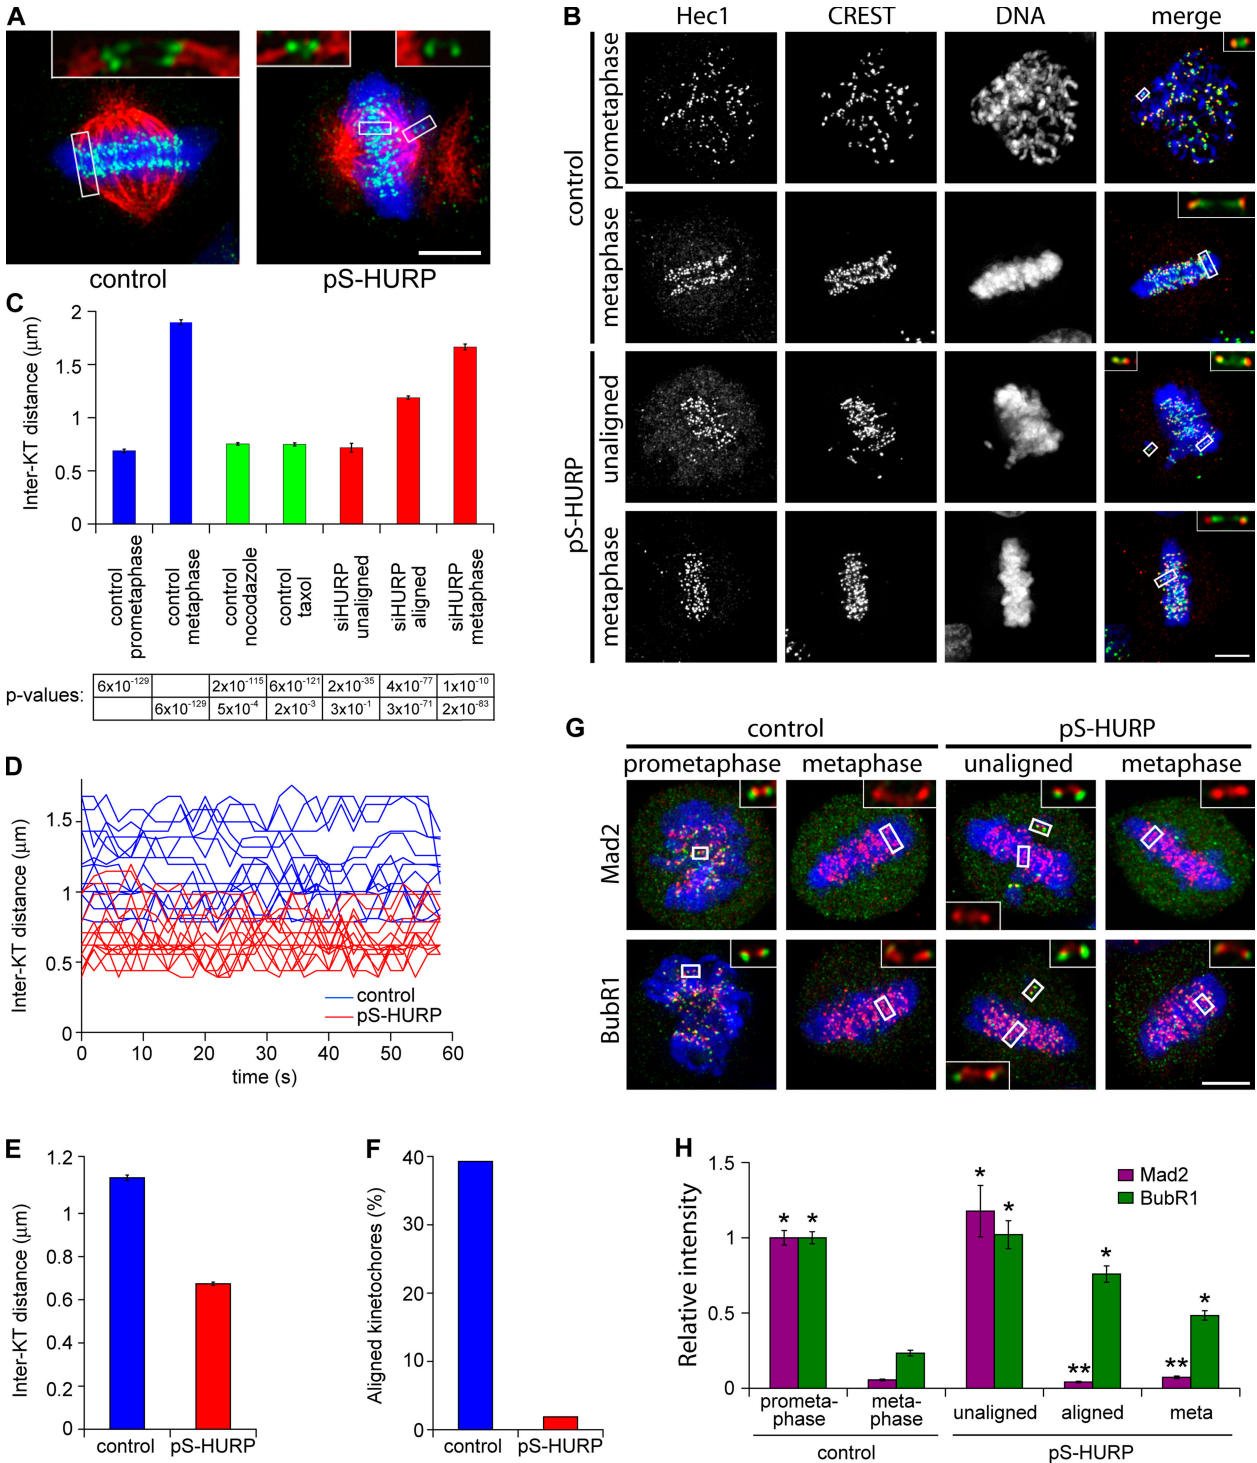 A
control
pS-HURP
B
Hec1
CREST
DNA
merge
control
prometaphase
metaphase
pS-HURP
unaligned
metaphase
C
Inter-KT distance (μm)
2
1.5
1
0.5
0
control prometaphase
control metaphase
control nocodazole
control taxol
siHURP unaligned
siHURP aligned
siHURP metaphase
p-values:
6x10⁻¹²⁹ 2x10⁻¹¹⁵ 6x10⁻¹²¹ 2x10⁻³⁵ 4x10⁻⁷⁷ 1x10⁻¹⁰
6x10⁻¹²⁹ 5x10⁻⁴ 2x10⁻³ 3x10⁻¹ 3x10⁻⁷¹ 2x10⁻⁸³
D
Inter-KT distance (μm)
1.5
1
0.5
0
0 10 20 30 40 50 60
time (s)
control
pS-HURP
E
Inter-KT distance (μm)
1.2
1
0.8
0.6
0.4
0.2
0
control pS-HURP
F
Aligned kinetochores (%)
40
30
20
10
0
control pS-HURP
G
control pS-HURP
prometaphase metaphase unaligned metaphase
Mad2
BubR1
H
Relative intensity
1.5
1
0.5
0
Mad2
BubR1
* * * * * ** * **
prometa-phase
meta-phase
unaligned aligned meta
control pS-HURP